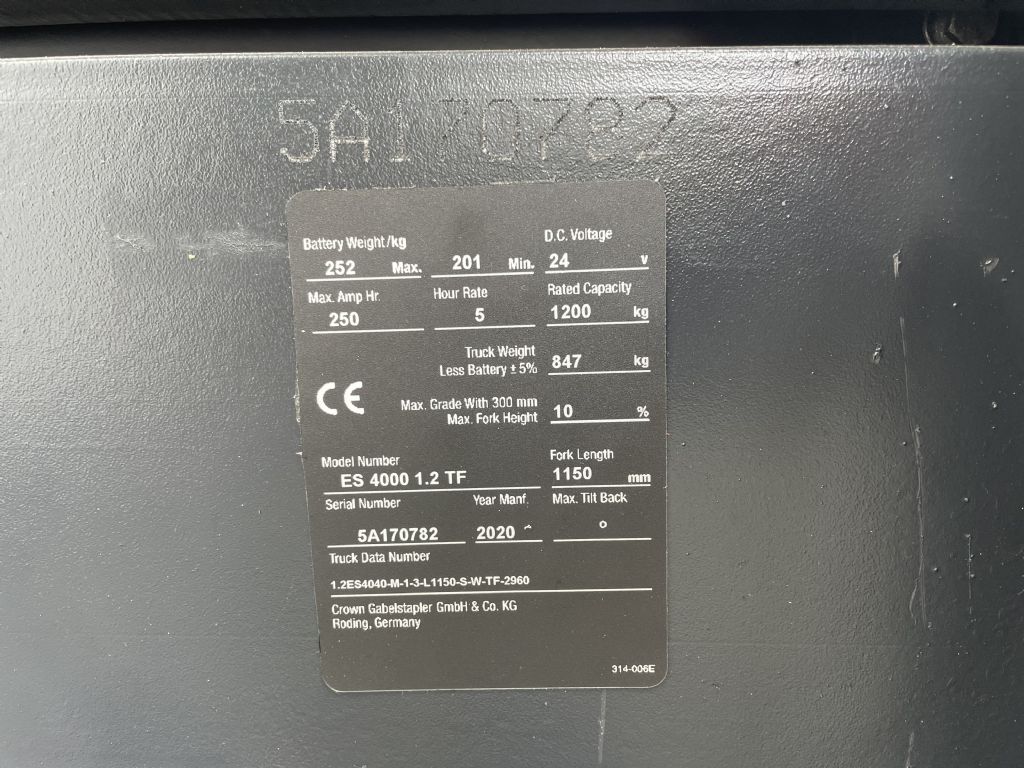 5A170782
Battery Weight/kg
D.C. Voltage
252 Max. 201 Min. 24 v
Max. Amp Hr. Hour Rate Rated Capacity
250 5 1200 kg
Truck Weight
Less Battery ± 5% 847 kg
CE
Max. Grade With 300 mm
Max. Fork Height 10 %
Model Number Fork Length
ES 4000 1.2 TF 1150 mm
Serial Number Year Manf. Max. Tilt Back
5A170782 2020 °
Truck Data Number
1.2ES4040-M-1-3-L1150-S-W-TF-2960
Crown Gabelstapler GmbH & Co. KG
Roding, Germany
314-006E